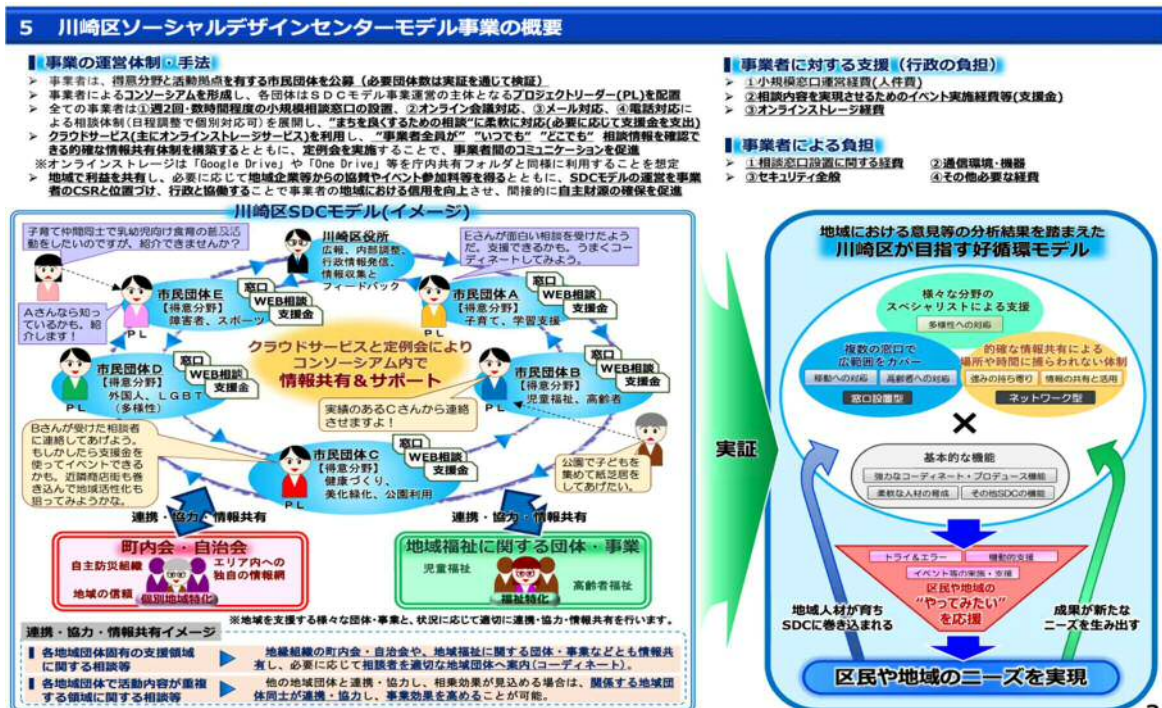 5 川崎区ソーシャルデザインセンターモデル事業の概要
事業の運営体制・手法
➢ 事業者は、得意分野と活動拠点を有する市民団体を公募(必要団体数は実証を通じて検証)
➢ 事業者によるコンソーシアムを形成し、各団体はSDCモデル事業運営の主体となるプロジェクトリーダー(PL)を配置
➢ 全ての事業者は①週2回・数時間程度の小規模相談窓口の設置、②オンライン会議対応、③メール対応、④電話対応に
よる相談体制(日程調整で個別対応可)を展開し、"まちを良くするための相談"に柔軟に対応(必要に応じて支援金を支出)
➢ クラウドサービス(主にオンラインストレージサービス)を利用し、"事業者全員が" "いつでも" "どこでも" 相談情報を確認で
きる的確な情報共有体制を構築するとともに、定例会を実施することで、事業者間のコミュニケーションを促進
※オンラインストレージは「Google Drive」や「One Drive」等を庁内共有フォルダと同様に利用することを想定
➢ 地域で利益を共有し、必要に応じて地域企業等からの協賛やイベント参加料等を得るとともに、SDCモデルの運営を事業
者のCSRと位置づけ、行政と協働することで事業者の地域における信用を向上させ、間接的に自主財源の確保を促進
事業者に対する支援(行政の負担)
➢ ①小規模窓口運営経費(人件費)
➢ ②相談内容を実現させるためのイベント実施経費等(支援金)
➢ ③オンラインストレージ経費
事業者による負担
➢ ①相談窓口設置に関する経費 ②通信環境・機器
➢ ③セキュリティ全般 ④その他必要な経費
川崎区SDCモデル(イメージ)
子育て仲間同士で乳幼児向け食育の普及活
動をしたいのですが、紹介できませんか?
川崎区役所
広報、内部調整、
行政情報発信、
情報収集と
フィードバック
Eさんが面白い相談を受けたよう
だ。支援できるかも。うまくコー
ディネートしてみよう。
市民団体E
【得意分野】
障害者、スポーツ
PL
窓口
WEB相談
支援金
市民団体A
【得意分野】
子育て、学習支援
PL
窓口
WEB相談
支援金
Aさんなら知っ
ているかも。紹
介します!
クラウドサービスと定例会により
コンソーシアム内で
情報共有&サポート
市民団体D
【得意分野】
外国人、LGBT
(多様性)
PL
窓口
WEB相談
支援金
市民団体B
【得意分野】
児童福祉、高齢者
PL
窓口
WEB相談
支援金
実績のあるCさんから連絡
させますよ!
Bさんが受けた相談者
に連絡してあげよう。
もしかしたら支援金を
使ってイベントできる
かも。近隣商店街も巻
き込んで地域活性化も
狙ってみようかな。
市民団体C
【得意分野】
健康づくり、
美化緑化、公園利用
PL
窓口
WEB相談
支援金
公園で子どもを
集めて紙芝居を
してあげたい。
連携・協力・情報共有
連携・協力・情報共有
町内会・自治会
自主防災組織
エリア内への
独自の情報網
地域の信頼
個別地域特化
地域福祉に関する団体・事業
児童福祉
高齢者福祉
福祉特化
※地域を支援する様々な団体・事業と、状況に応じて適切に連携・協力・情報共有を行います。
連携・協力・情報共有イメージ
各地域団体固有の支援領域
に関する相談等
地縁組織の町内会・自治会や、地域福祉に関する団体・事業などとも情報共
有し、必要に応じて相談者を適切な地域団体へ案内(コーディネート)。
各地域団体で活動内容が重複
する領域に関する相談等
他の地域団体と連携・協力し、相乗効果が見込める場合は、関係する地域団
体同士が連携・協力し、事業効果を高めることが可能。
実証
地域における意見等の分析結果を踏まえた
川崎区が目指す好循環モデル
様々な分野の
スペシャリストによる支援
多様性への対応
複数の窓口で
広範囲をカバー
移動への対応 高齢者への対応
窓口設置型
的確な情報共有による
場所や時間に捕らわれない体制
強みの持ち寄り 情報の共有と活用
ネットワーク型
×
基本的な機能
強力なコーディネート・プロデュース機能
柔軟な人材の育成 その他SDCの機能
トライ&エラー 機動的支援
イベント等の実施・支援
区民や地域の
"やってみたい"
を応援
地域人材が育ち
SDCに巻き込まれる
成果が新たな
ニーズを生み出す
区民や地域のニーズを実現